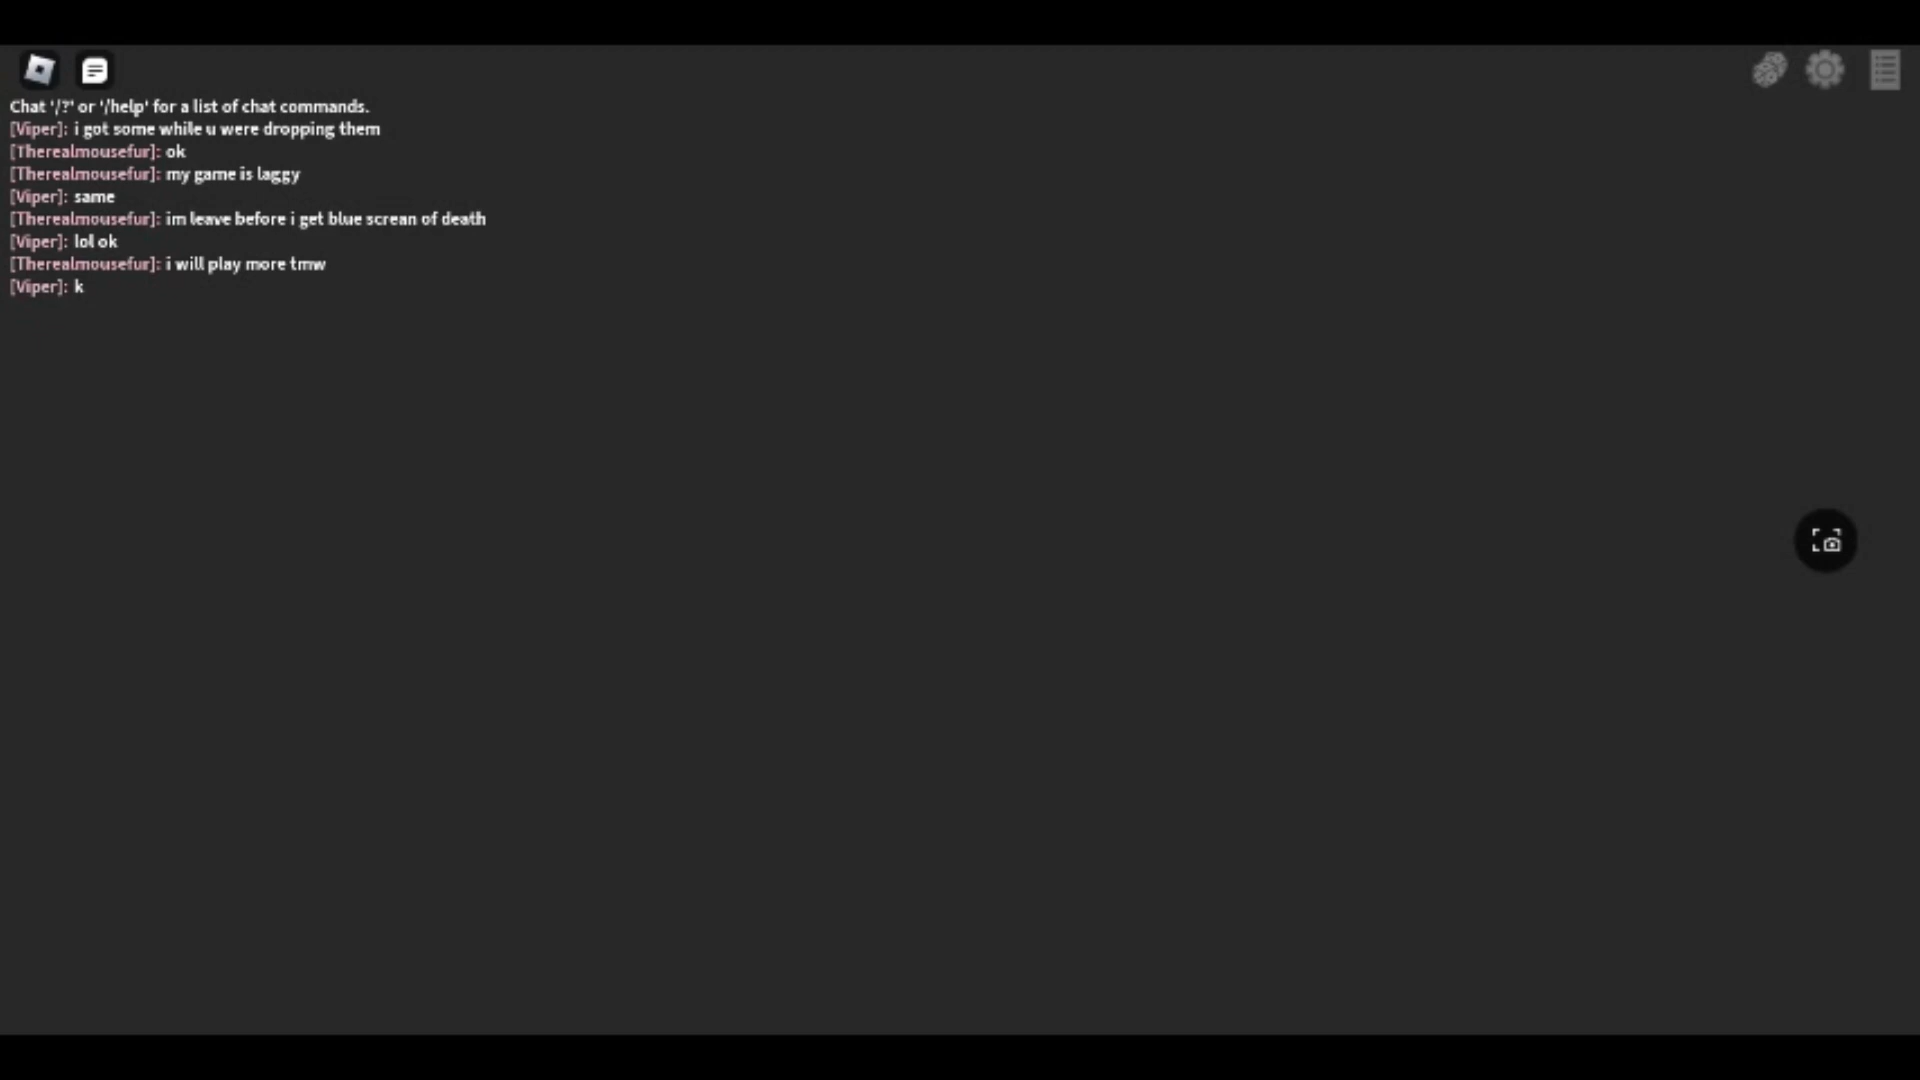 Chat '/?' or '/help' for a list of chat commands.
[Viper]: i got some while u were dropping them
[Therealmousefur]: ok
[Therealmousefur]: my game is laggy
[Viper]: same
[Therealmousefur]: im leave before i get blue screan of death
[Viper]: lol ok
[Therealmousefur]: i will play more tmw
[Viper]: k